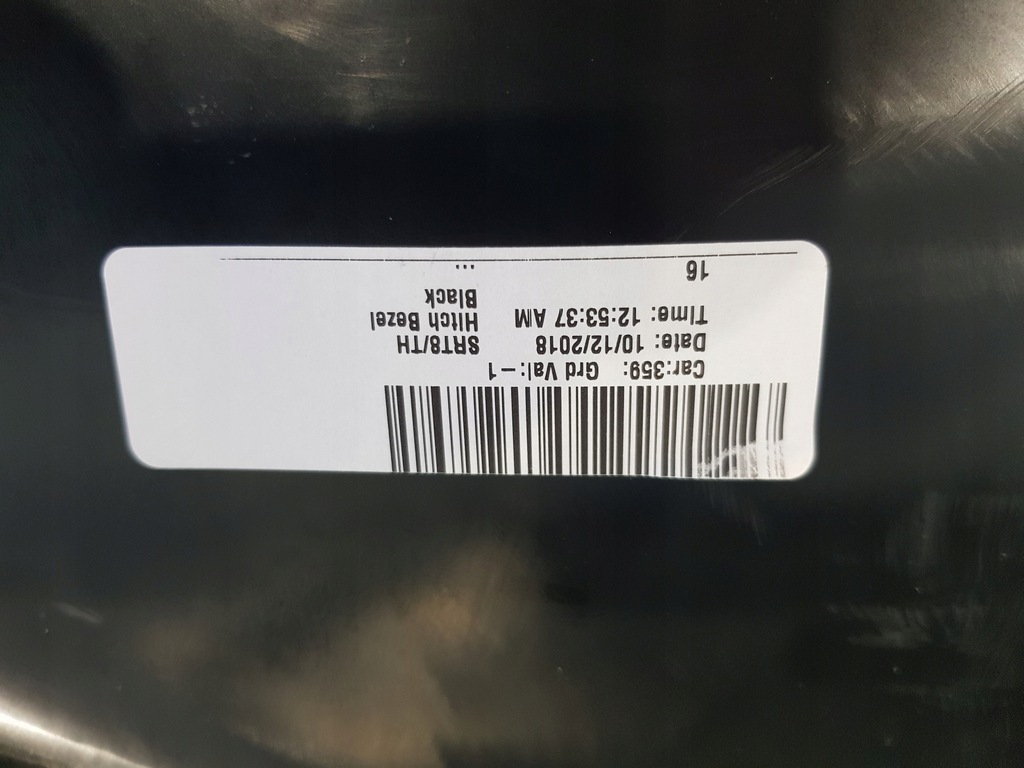 Car:359: Grd Val:-1
Date: 10/12/2018 SRT8/TH
Time: 12:53:37 AM Hitch Bezel
Black
16 ...